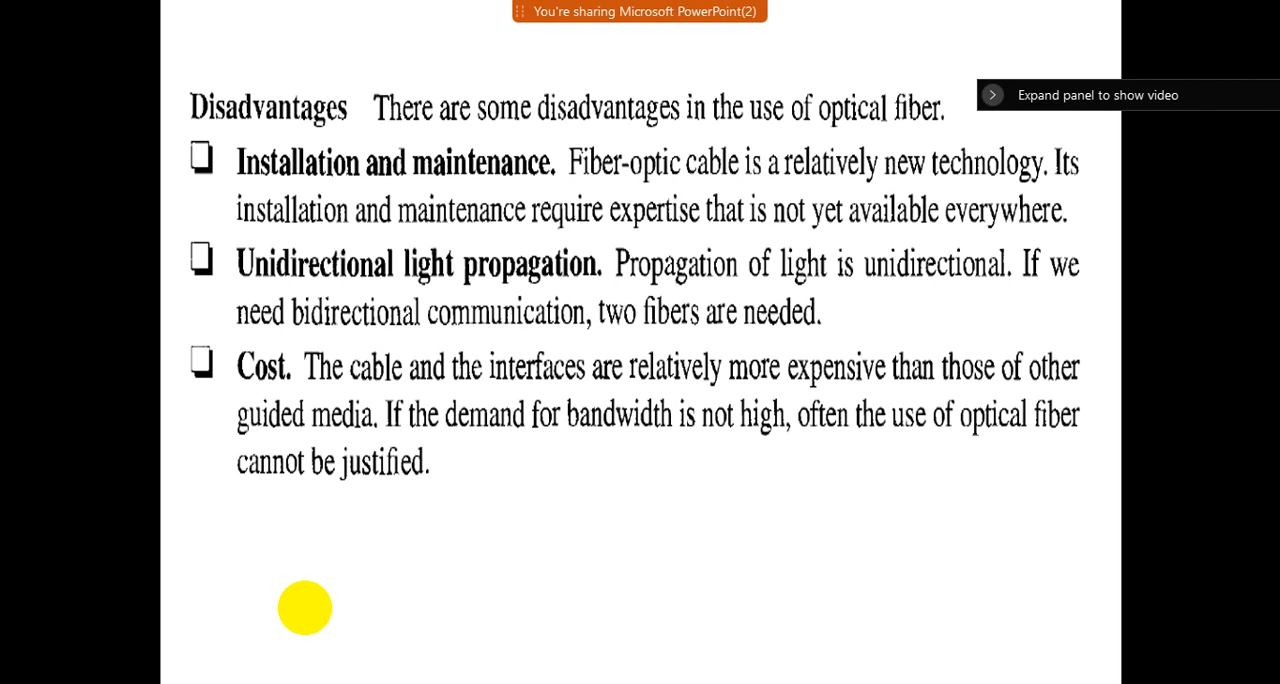 You're sharing Microsoft PowerPoint(2)
Expand panel to show video
Disadvantages There are some disadvantages in the use of optical fiber.
Installation and maintenance. Fiber-optic cable is a relatively new technology. Its
installation and maintenance require expertise that is not yet available everywhere.
Unidirectional light propagation. Propagation of light is unidirectional. If we
need bidirectional communication, two fibers are needed.
Cost. The cable and the interfaces are relatively more expensive than those of other
guided media. If the demand for bandwidth is not high, often the use of optical fiber
cannot be justified.